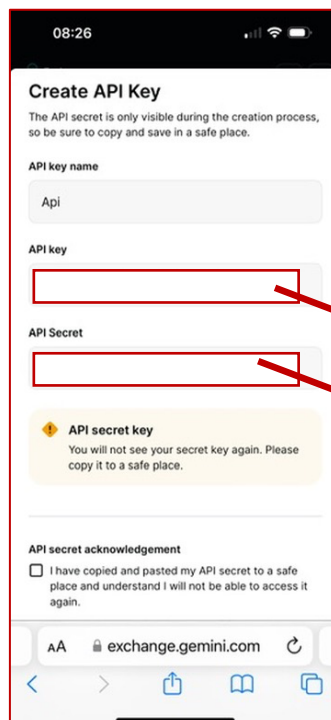 08:26
Create API Key
The API secret is only visible during the creation process,
so be sure to copy and save in a safe place.
API key name
Api
API key
API Secret
API secret key
You will not see your secret key again. Please
copy it to a safe place.
API secret acknowledgement
I have copied and pasted my API secret to a safe
place and understand I will not be able to access it
again.
AA exchange.gemini.com